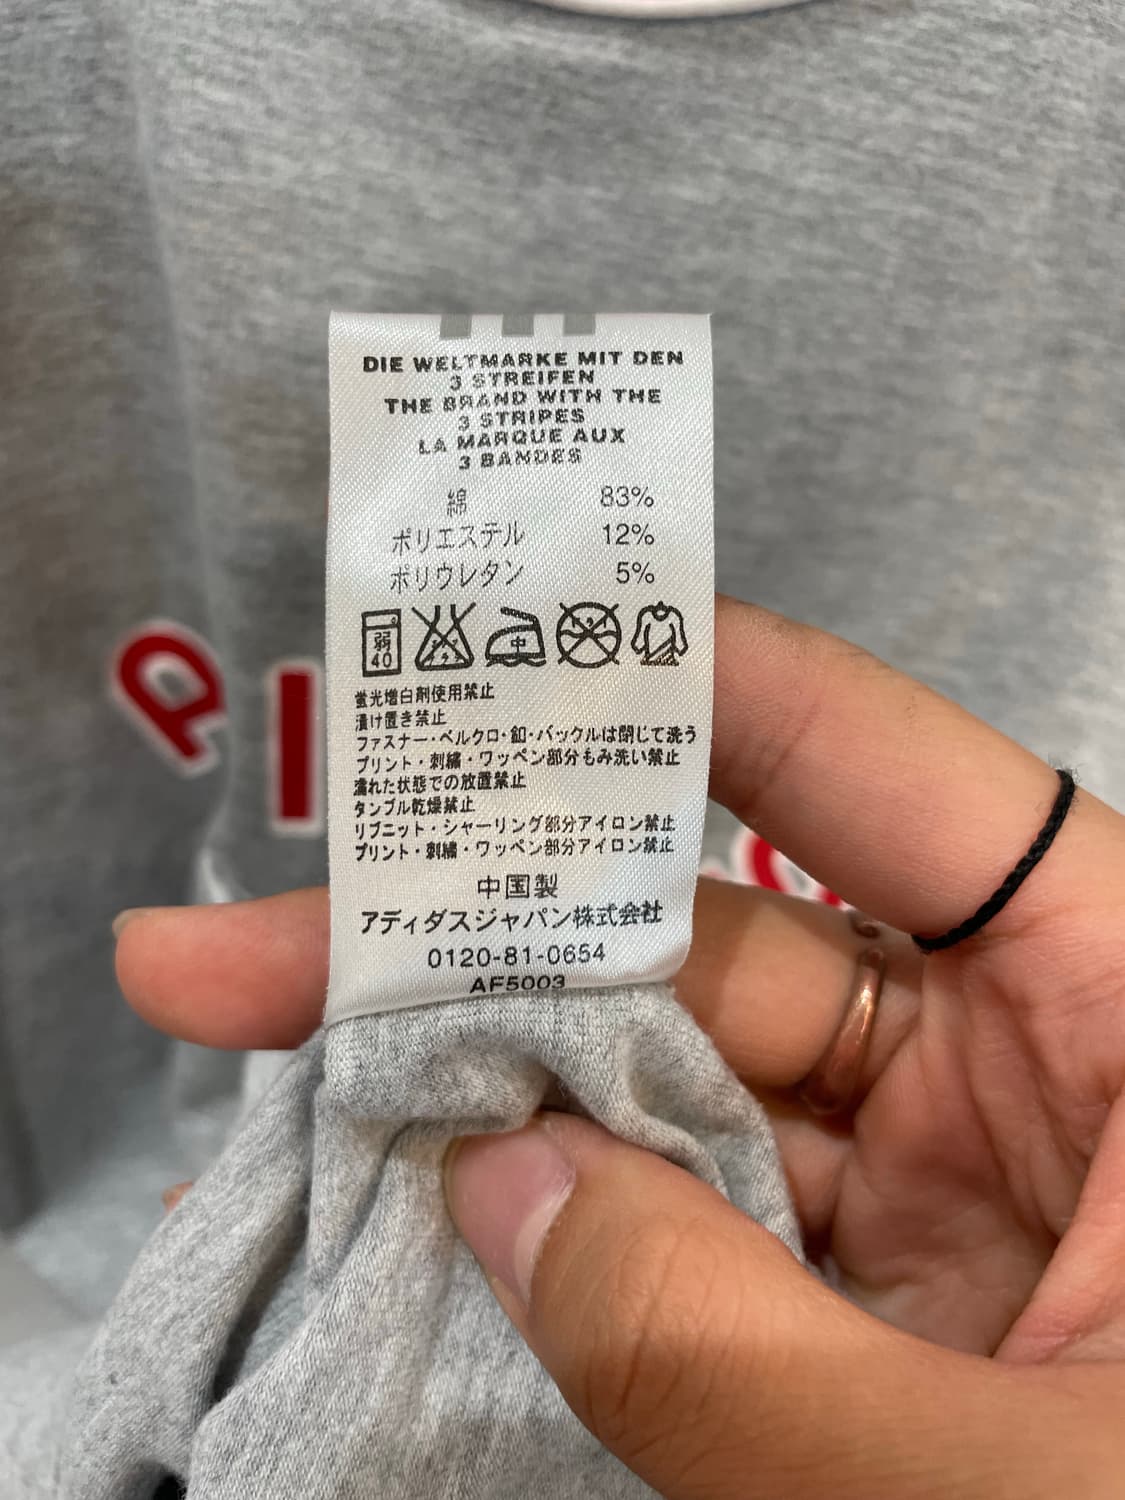 DIE WELTMARKE MIT DEN
3 STREIFEN
THE BRAND WITH THE
3 STRIPES
LA MARQUE AUX
3 BANDES
綿 83%
ポリエステル 12%
ポリウレタン 5%
弱
40
中
蛍光増白剤使用禁止
漬け置き禁止
ファスナー・ベルクロ・釦・バックルは閉じて洗う
プリント・刺繍・ワッペン部分もみ洗い禁止
濡れた状態での放置禁止
タンブル乾燥禁止
リブニット・シャーリング部分アイロン禁止
プリント・刺繍・ワッペン部分アイロン禁止
中国製
アディダスジャパン株式会社
0120-81-0654
AF5003